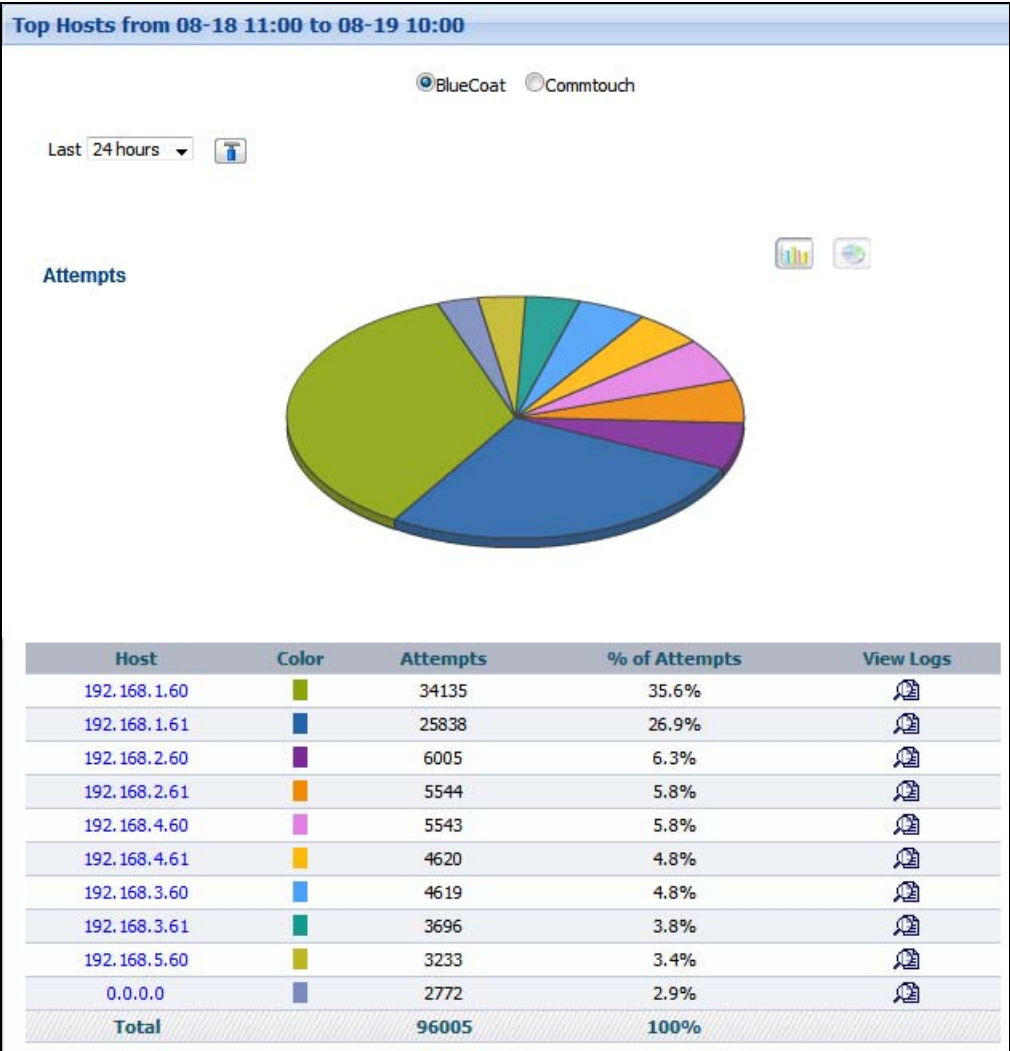 Top Hosts from 08-18 11:00 to 08-19 10:00
BlueCoat Commtouch
Last 24 hours
Attempts
Host Color Attempts % of Attempts View Logs
192.168.1.60 34135 35.6%
192.168.1.61 25838 26.9%
192.168.2.60 6005 6.3%
192.168.2.61 5544 5.8%
192.168.4.60 5543 5.8%
192.168.4.61 4620 4.8%
192.168.3.60 4619 4.8%
192.168.3.61 3696 3.8%
192.168.5.60 3233 3.4%
0.0.0.0 2772 2.9%
Total 96005 100%